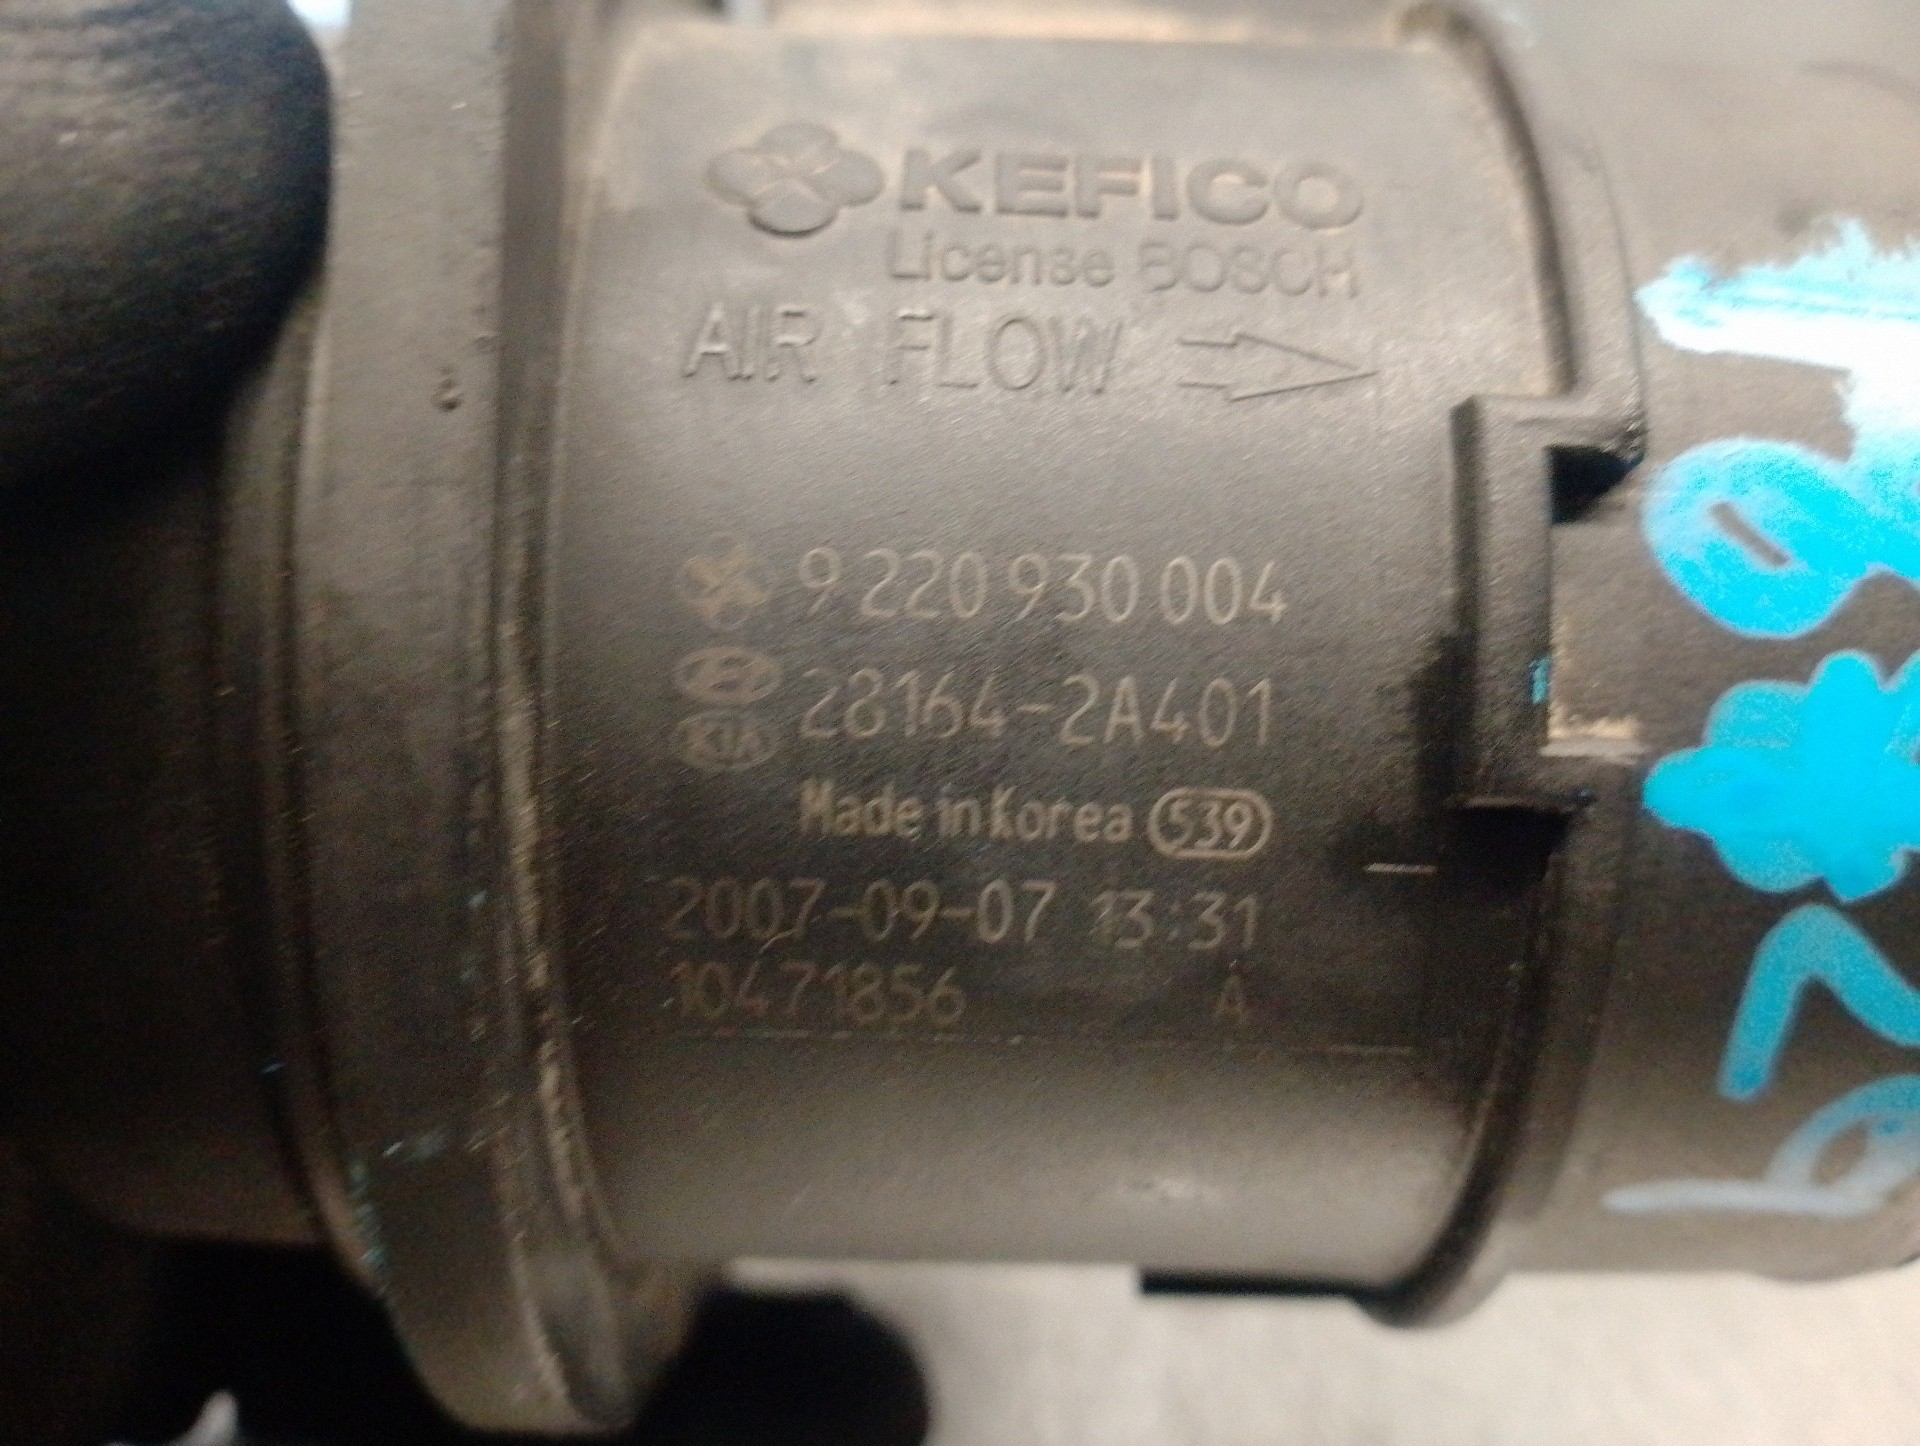 KEFICO
License BOSCH
AIR FLOW
9 220 930 004
28164-2A401
KIA
Made in Korea 539
2007-09-07 13:31
10471856 A